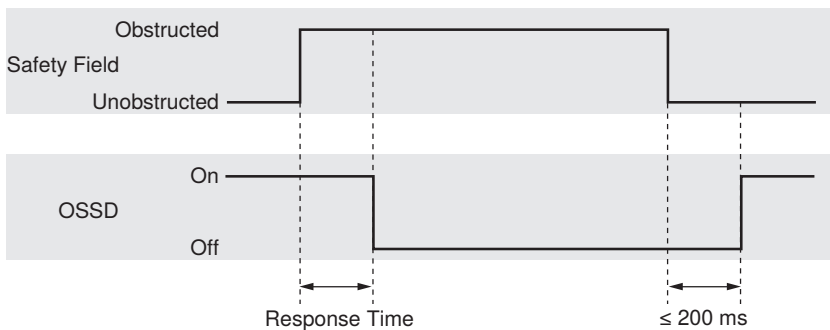 Obstructed
Safety Field
Unobstructed
On
OSSD
Off
Response Time
≤ 200 ms